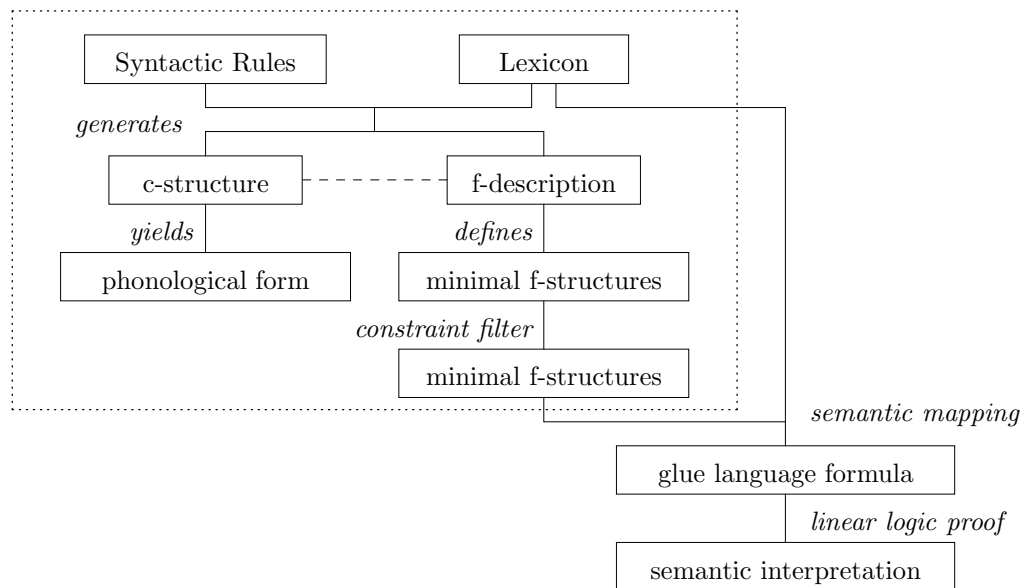 Syntactic Rules
Lexicon
generates
c-structure
f-description
yields
defines
phonological form
minimal f-structures
constraint filter
minimal f-structures
semantic mapping
glue language formula
linear logic proof
semantic interpretation